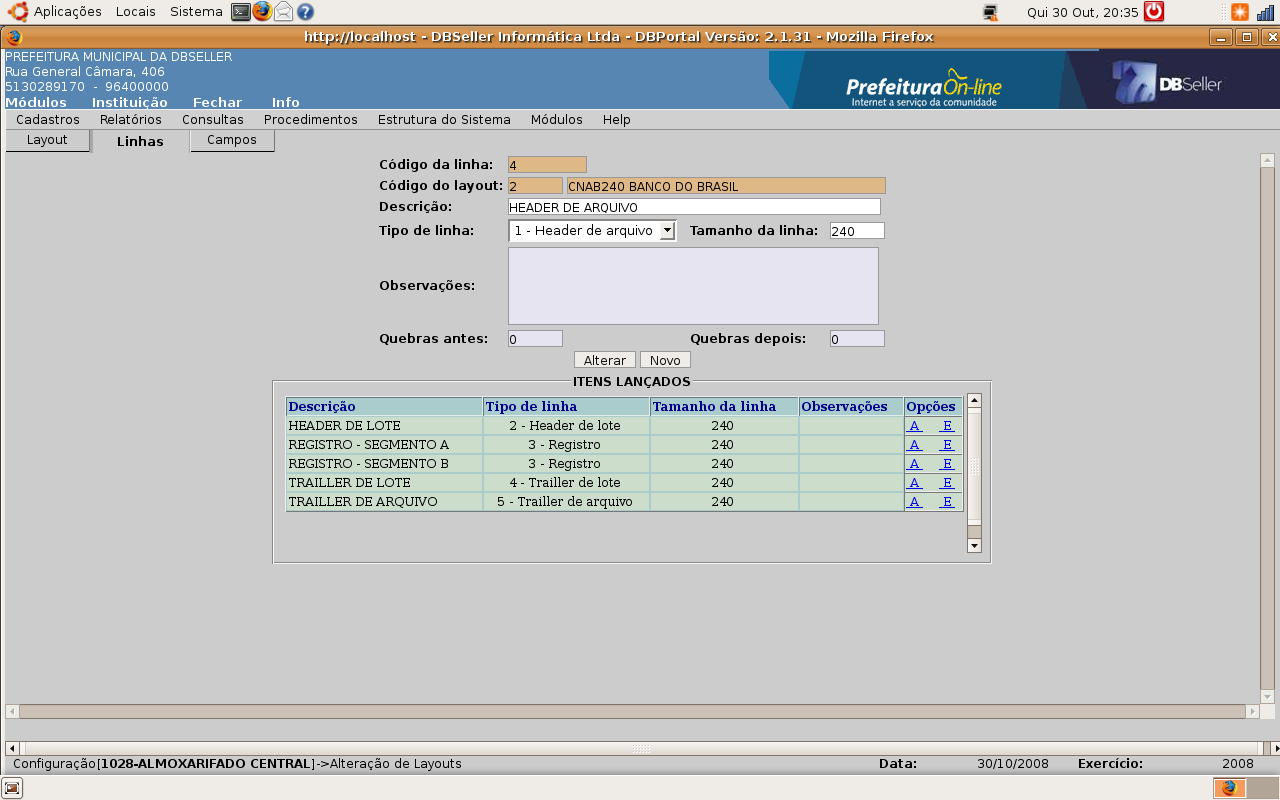 Aplicações Locais Sistema Qui 30 Out, 20:35
http://localhost - DBSeller Informática Ltda - DBPortal Versão: 2.1.31 - Mozilla Firefox
PREFEITURA MUNICIPAL DA DBSELLER
Rua General Câmara, 406
5130289170 - 96400000
Módulos Instituição Fechar Info
Prefeitura On-line
Internet a serviço da comunidade
DBSeller
Cadastros Relatórios Consultas Procedimentos Estrutura do Sistema Módulos Help
Layout Linhas Campos
Código da linha: 4
Código do layout: 2 CNAB240 BANCO DO BRASIL
Descrição: HEADER DE ARQUIVO
Tipo de linha: 1 - Header de arquivo Tamanho da linha: 240
Observações:
Quebras antes: 0 Quebras depois: 0
Alterar Novo
ITENS LANÇADOS
Descrição Tipo de linha Tamanho da linha Observações Opções
HEADER DE LOTE 2 - Header de lote 240 A E
REGISTRO - SEGMENTO A 3 - Registro 240 A E
REGISTRO - SEGMENTO B 3 - Registro 240 A E
TRAILLER DE LOTE 4 - Trailler de lote 240 A E
TRAILLER DE ARQUIVO 5 - Trailler de arquivo 240 A E
Configuração[1028-ALMOXARIFADO CENTRAL]->Alteração de Layouts Data: 30/10/2008 Exercício: 2008